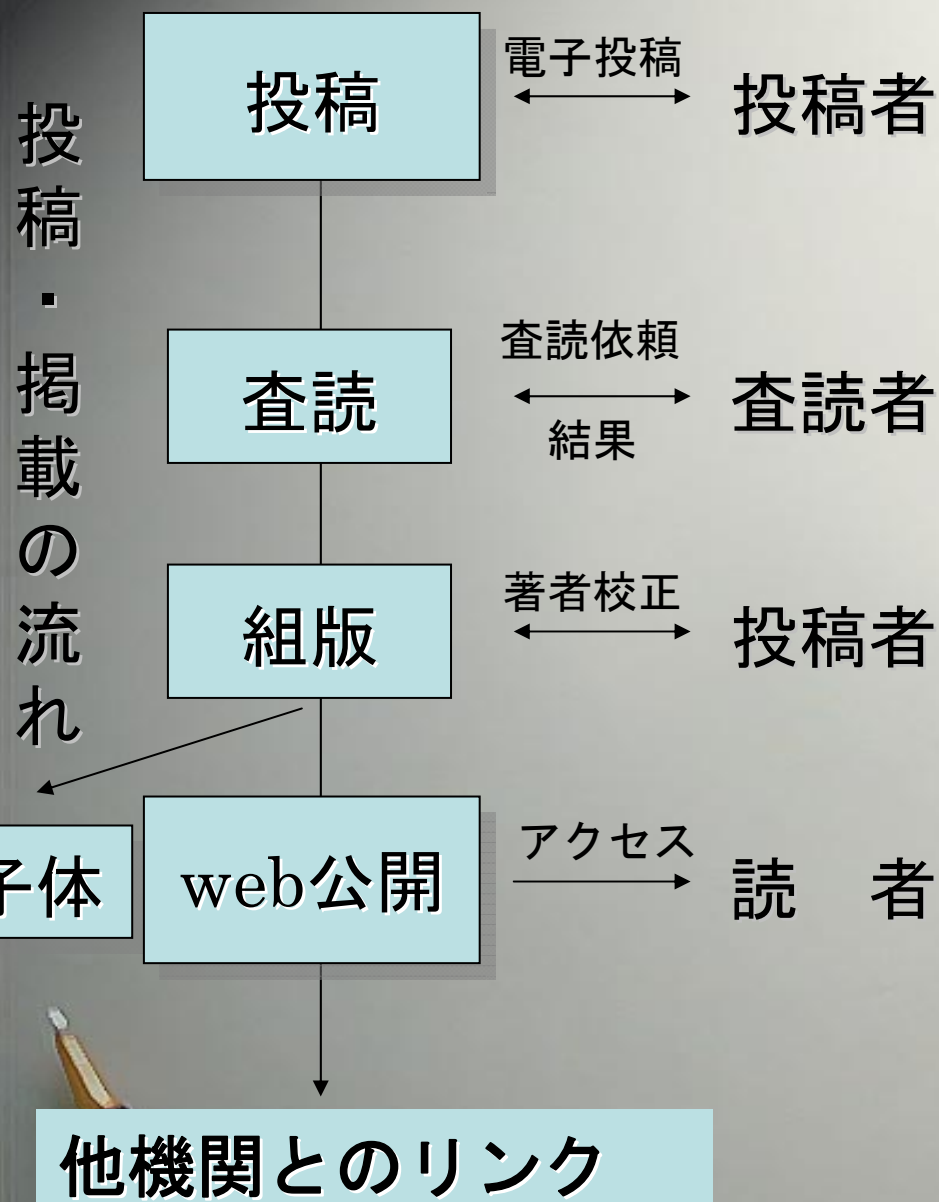 投稿・掲載の流れ
投稿
電子投稿
投稿者
査読
査読依頼
結果
査読者
組版
著者校正
投稿者
子体
web公開
アクセス
読 者
他機関とのリンク